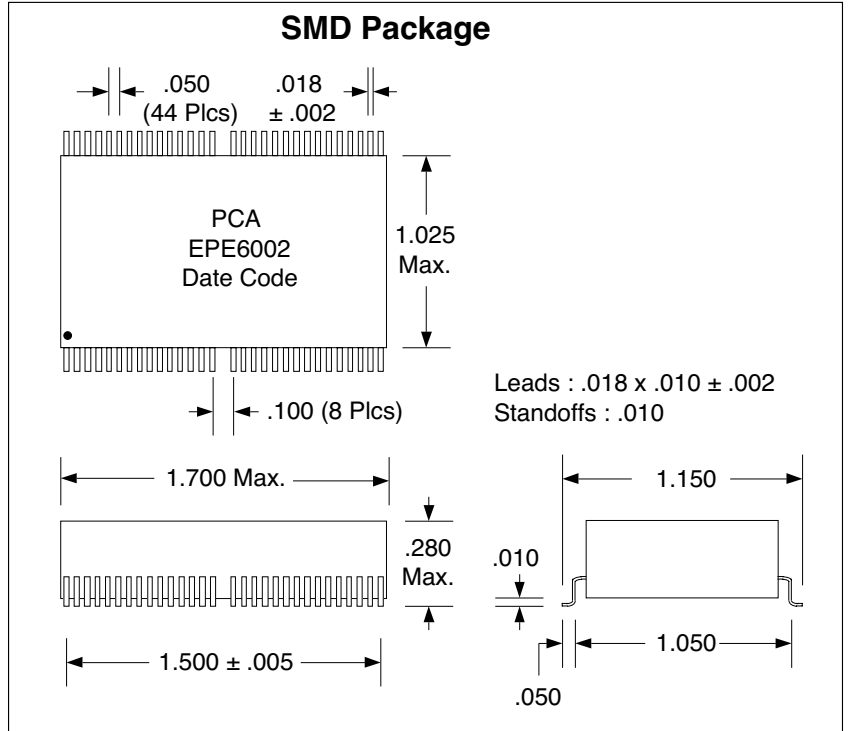 SMD Package
.050
(44 Plcs)
.018
± .002
PCA
EPE6002
Date Code
1.025
Max.
.100 (8 Plcs)
Leads : .018 x .010 ± .002
Standoffs : .010
1.700 Max.
1.150
.280
Max.
.010
1.500 ± .005
1.050
.050